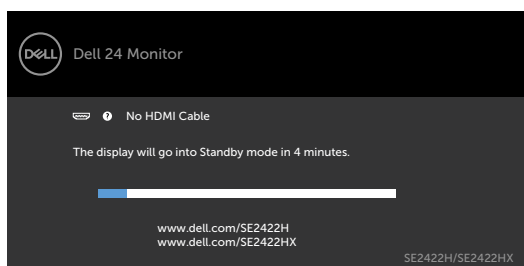 DELL Dell 24 Monitor
No HDMI Cable
The display will go into Standby mode in 4 minutes.
www.dell.com/SE2422H
www.dell.com/SE2422HX
SE2422H/SE2422HX